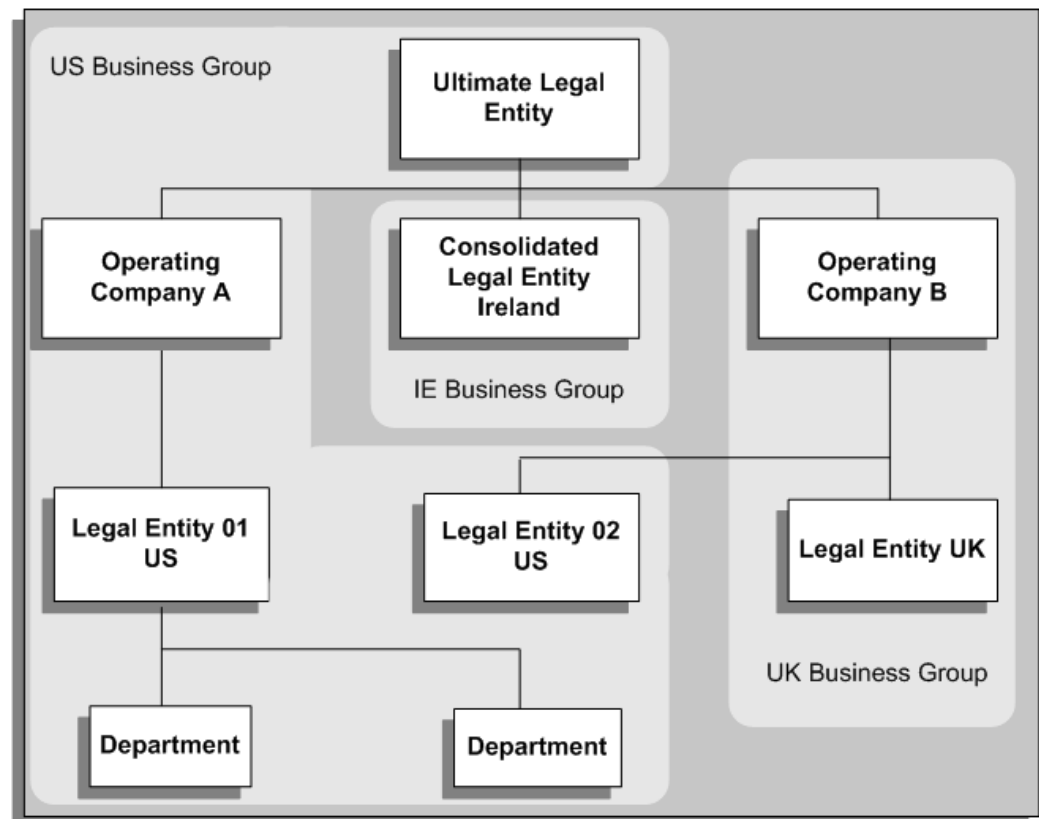 US Business Group
Ultimate Legal
Entity
Operating
Company A
Consolidated
Legal Entity
Ireland
Operating
Company B
IE Business Group
Legal Entity 01
US
Legal Entity 02
US
Legal Entity UK
UK Business Group
Department
Department